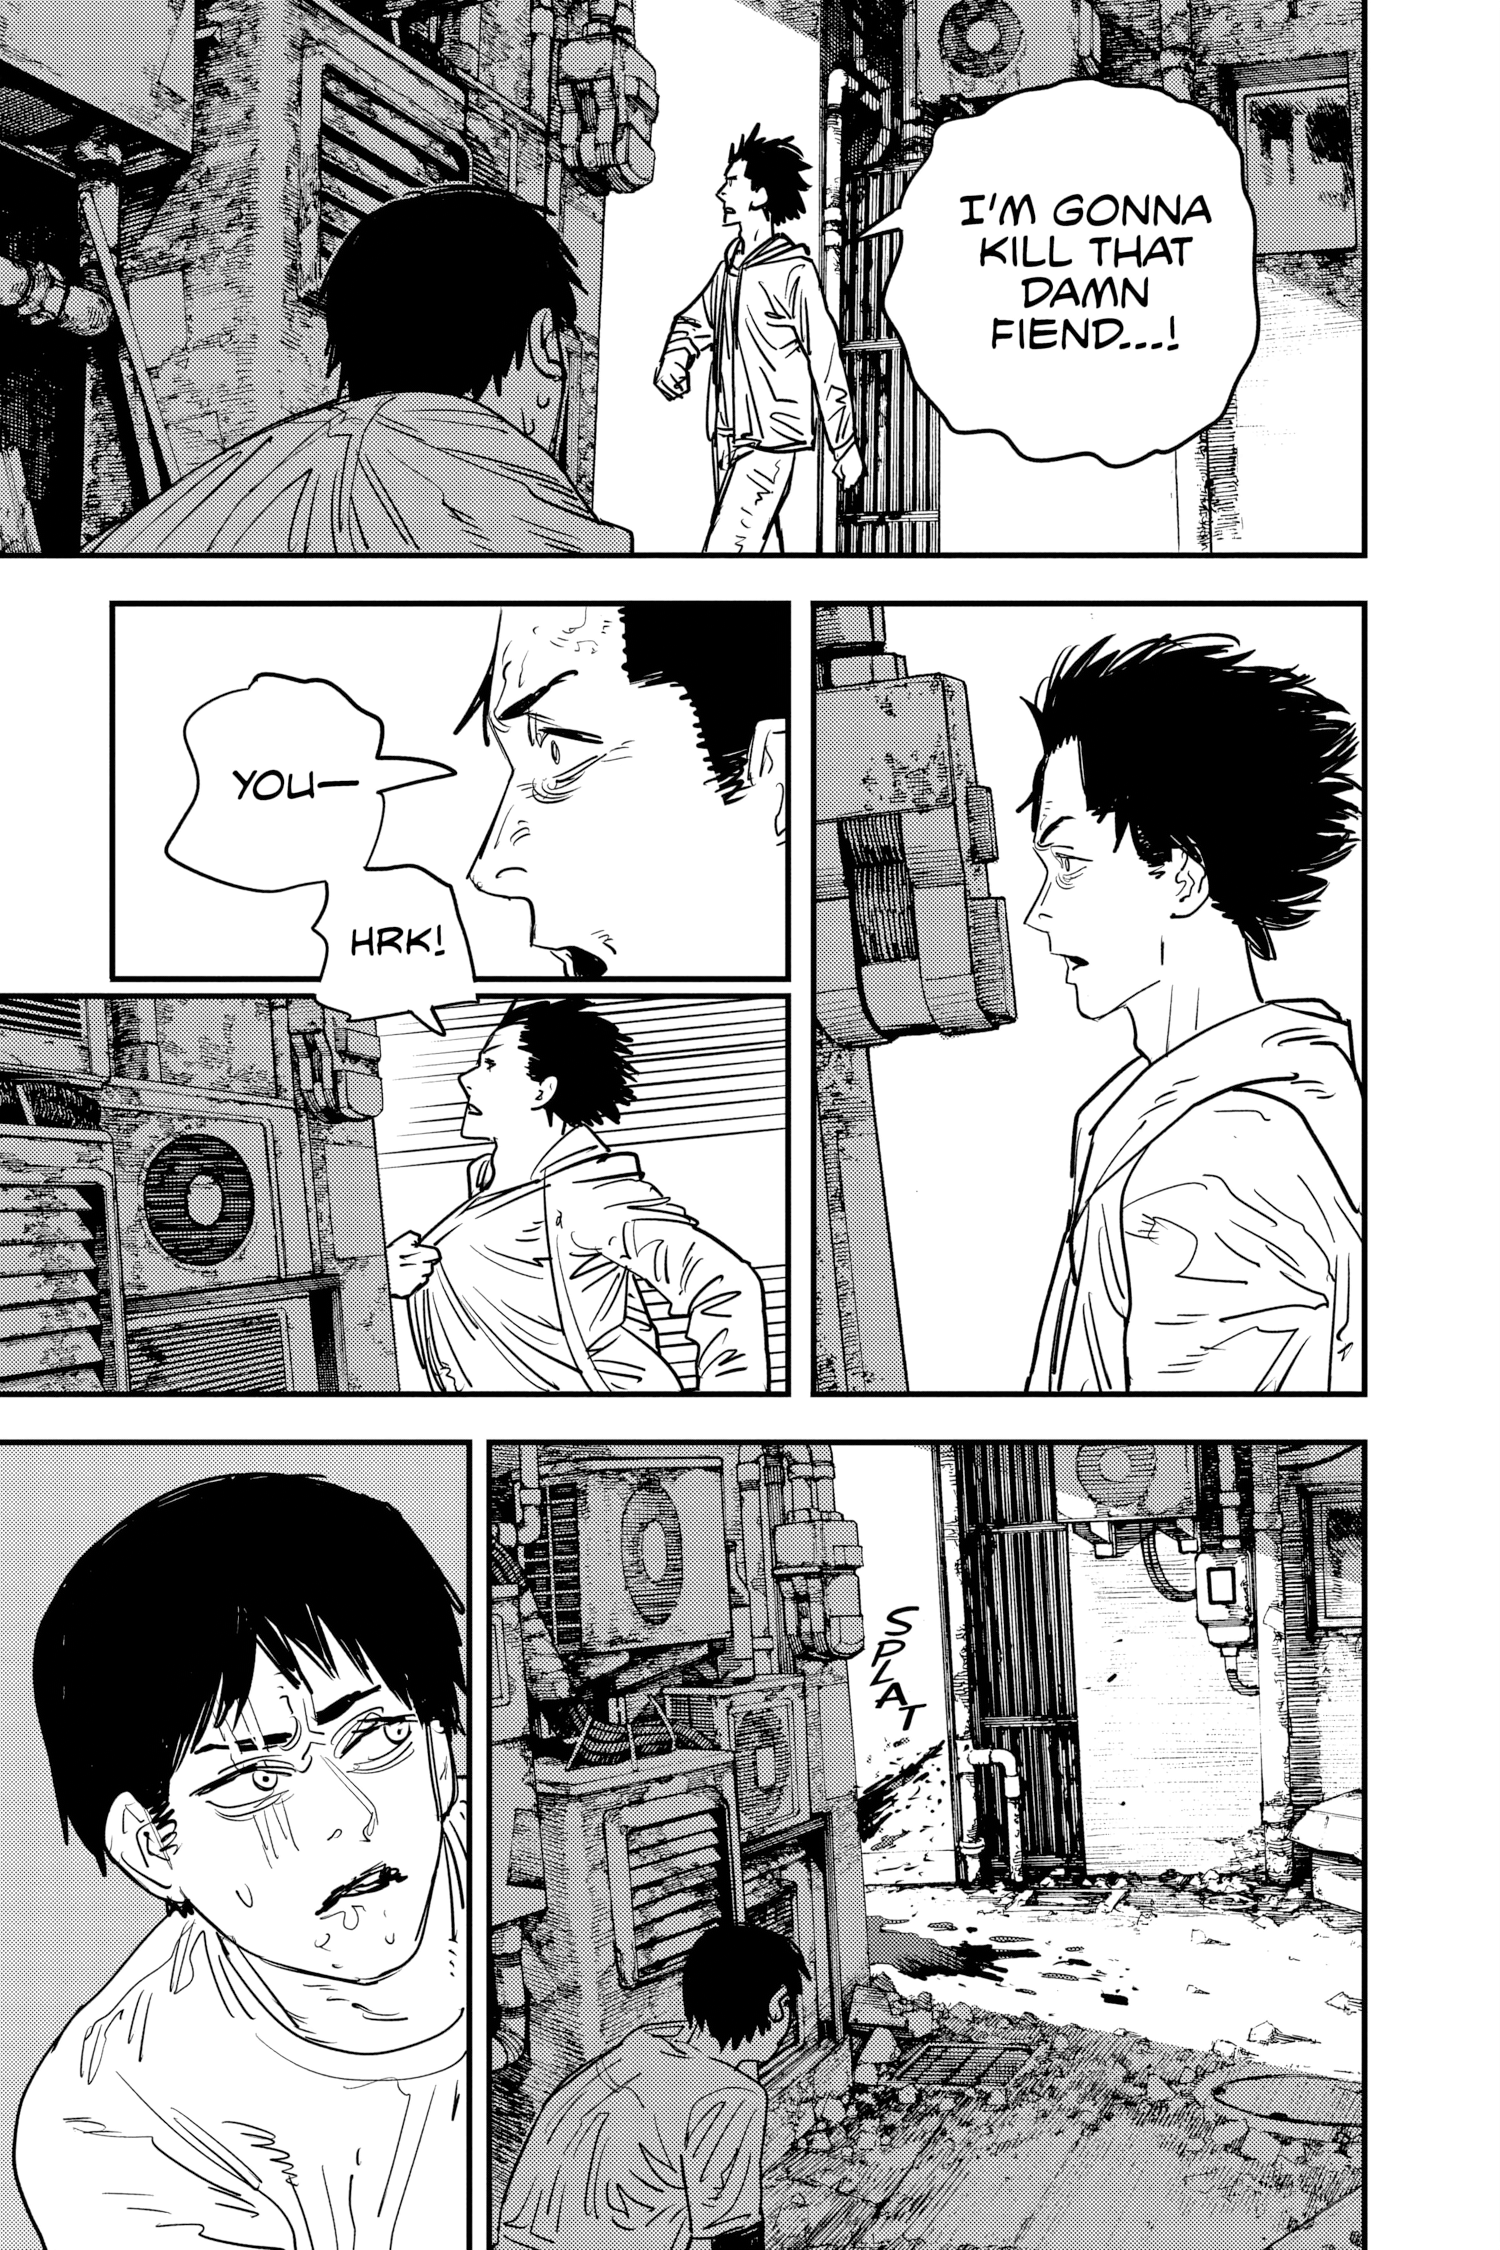 I'M GONNA
KILL THAT
DAMN
FIEND...!
YOU—
HRK!
SPLAT